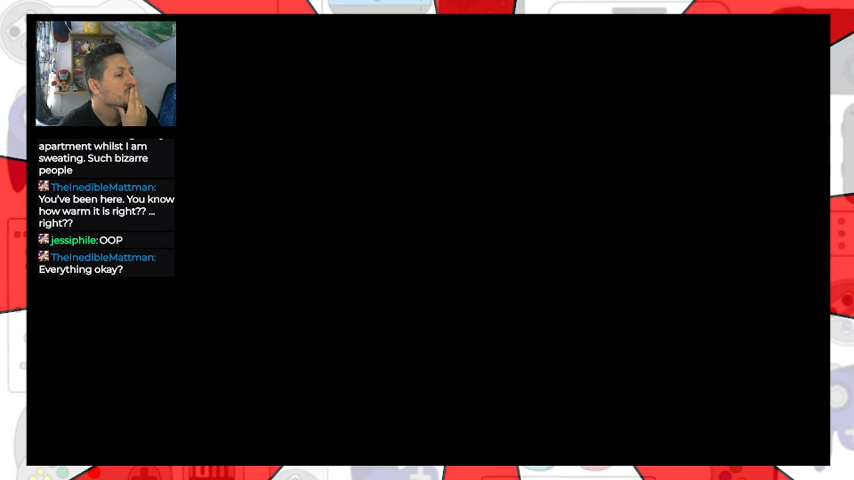 apartment whilst I am
sweating. Such bizarre
people
TheInedibleMattman:
You've been here. You know
how warm it is right?? ...
right??
jessiphile: OOP
TheInedibleMattman:
Everything okay?